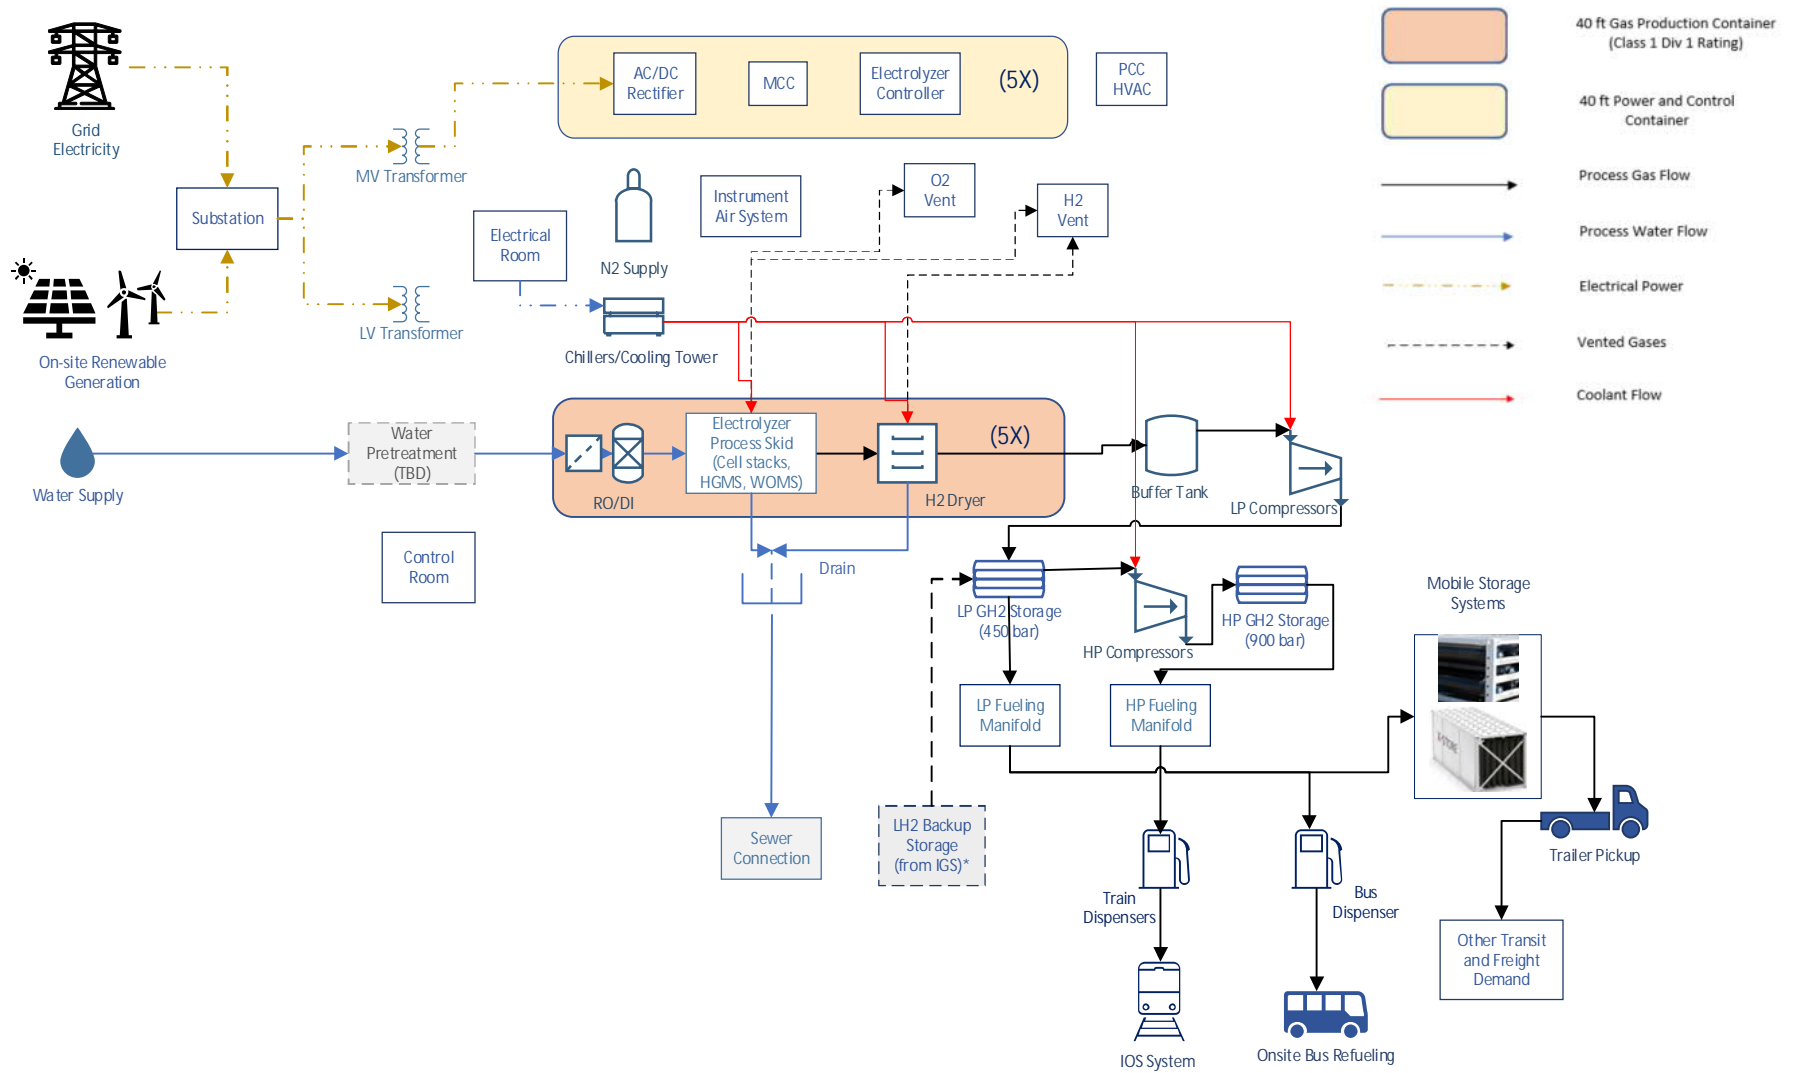 Grid
Electricity
Substation
On-site Renewable
Generation
MV Transformer
LV Transformer
AC/DC
Rectifier
MCC
Electrolyzer
Controller
(5X)
PCC
HVAC
40 ft Gas Production Container
(Class 1 Div 1 Rating)
40 ft Power and Control
Container
Process Gas Flow
Process Water Flow
Electrical Power
Vented Gases
Coolant Flow
Electrical
Room
N2 Supply
Instrument
Air System
O2
Vent
H2
Vent
Chillers/Cooling Tower
Water Supply
Water
Pretreatment
(TBD)
RO/DI
Electrolyzer
Process Skid
(Cell stacks,
HGMS, WOMS)
H2 Dryer
(5X)
Buffer Tank
LP Compressors
Control
Room
Drain
LP GH2 Storage
(450 bar)
HP Compressors
HP GH2 Storage
(900 bar)
Mobile Storage
Systems
X-STORE
LP Fueling
Manifold
HP Fueling
Manifold
Sewer
Connection
LH2 Backup
Storage
(from IGS)*
Train
Dispensers
Bus
Dispenser
Trailer Pickup
Other Transit
and Freight
Demand
IOS System
Onsite Bus Refueling